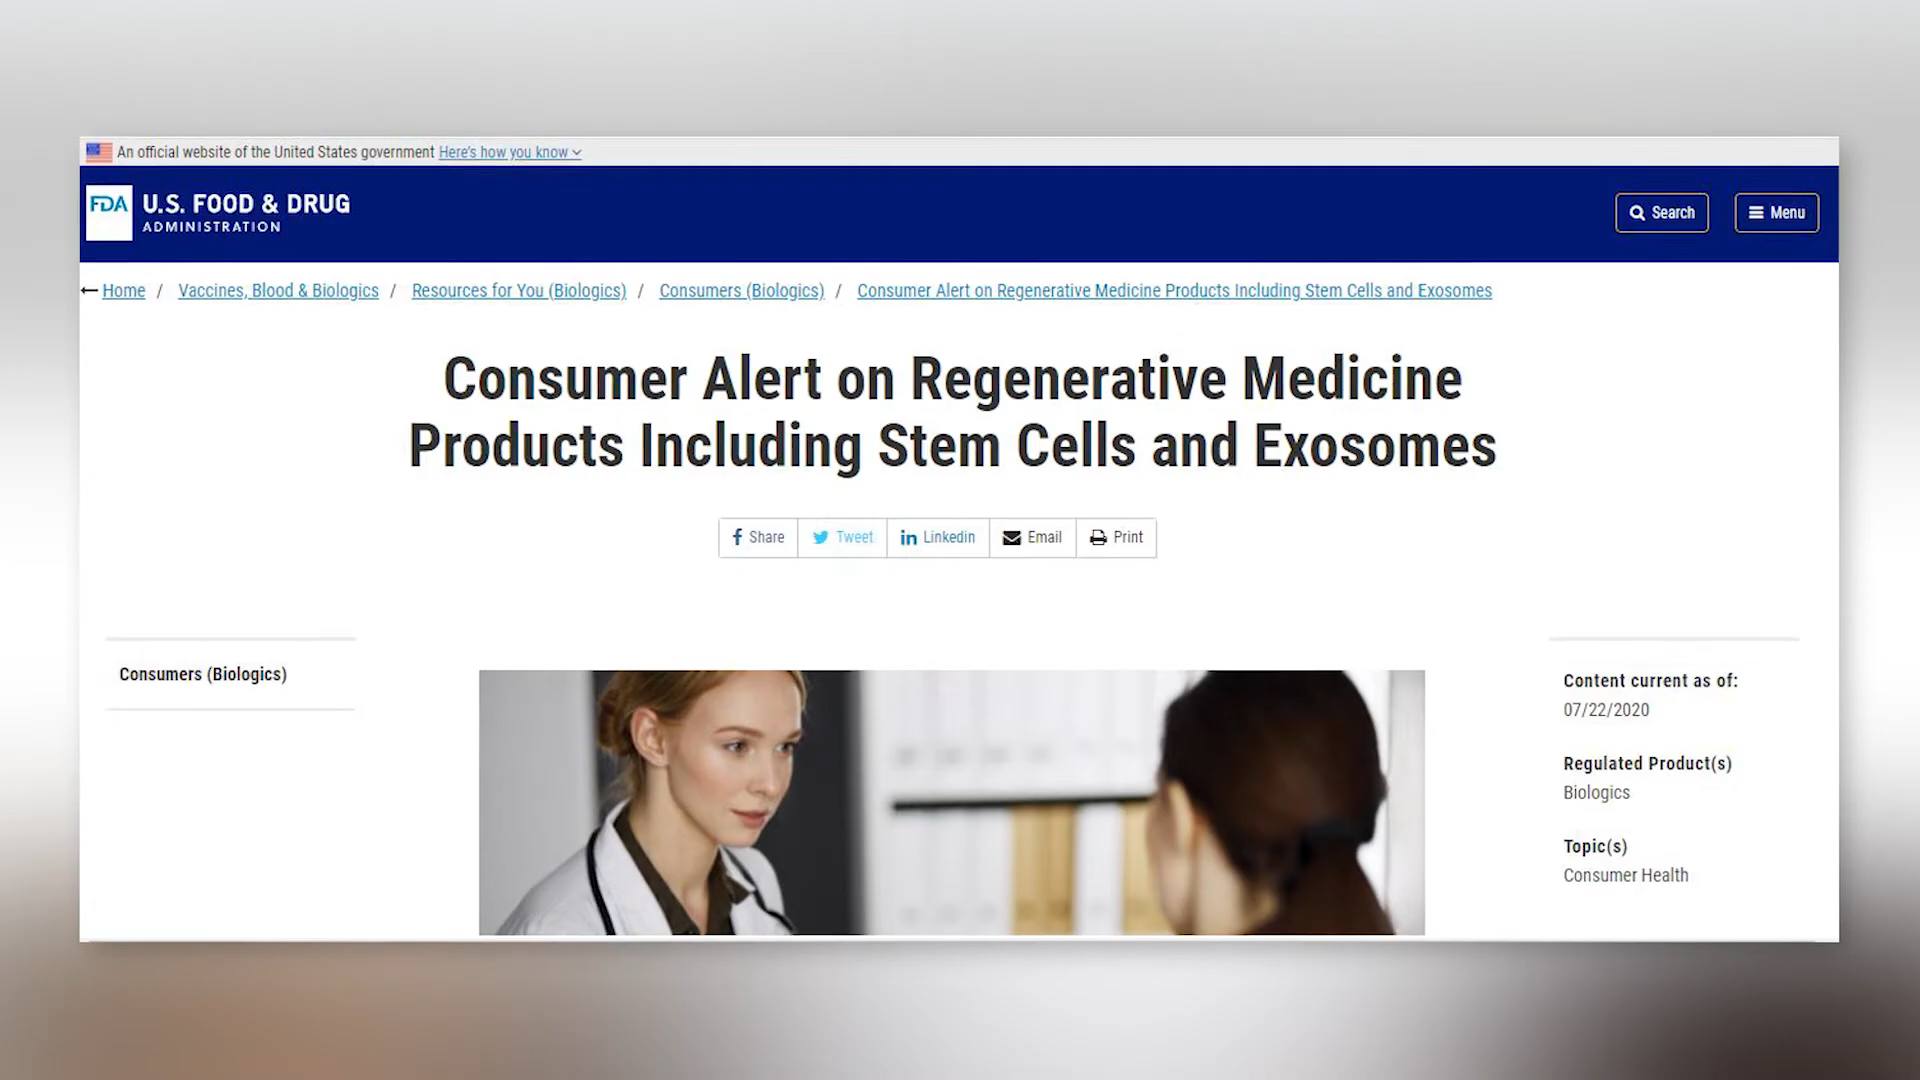 An official website of the United States government Here's how you know
FDA U.S. FOOD & DRUG
ADMINISTRATION
Search
Menu
Home / Vaccines, Blood & Biologics / Resources for You (Biologics) / Consumers (Biologics) / Consumer Alert on Regenerative Medicine Products Including Stem Cells and Exosomes
Consumer Alert on Regenerative Medicine
Products Including Stem Cells and Exosomes
Share Tweet Linkedin Email Print
Consumers (Biologics)
Content current as of:
07/22/2020
Regulated Product(s)
Biologics
Topic(s)
Consumer Health